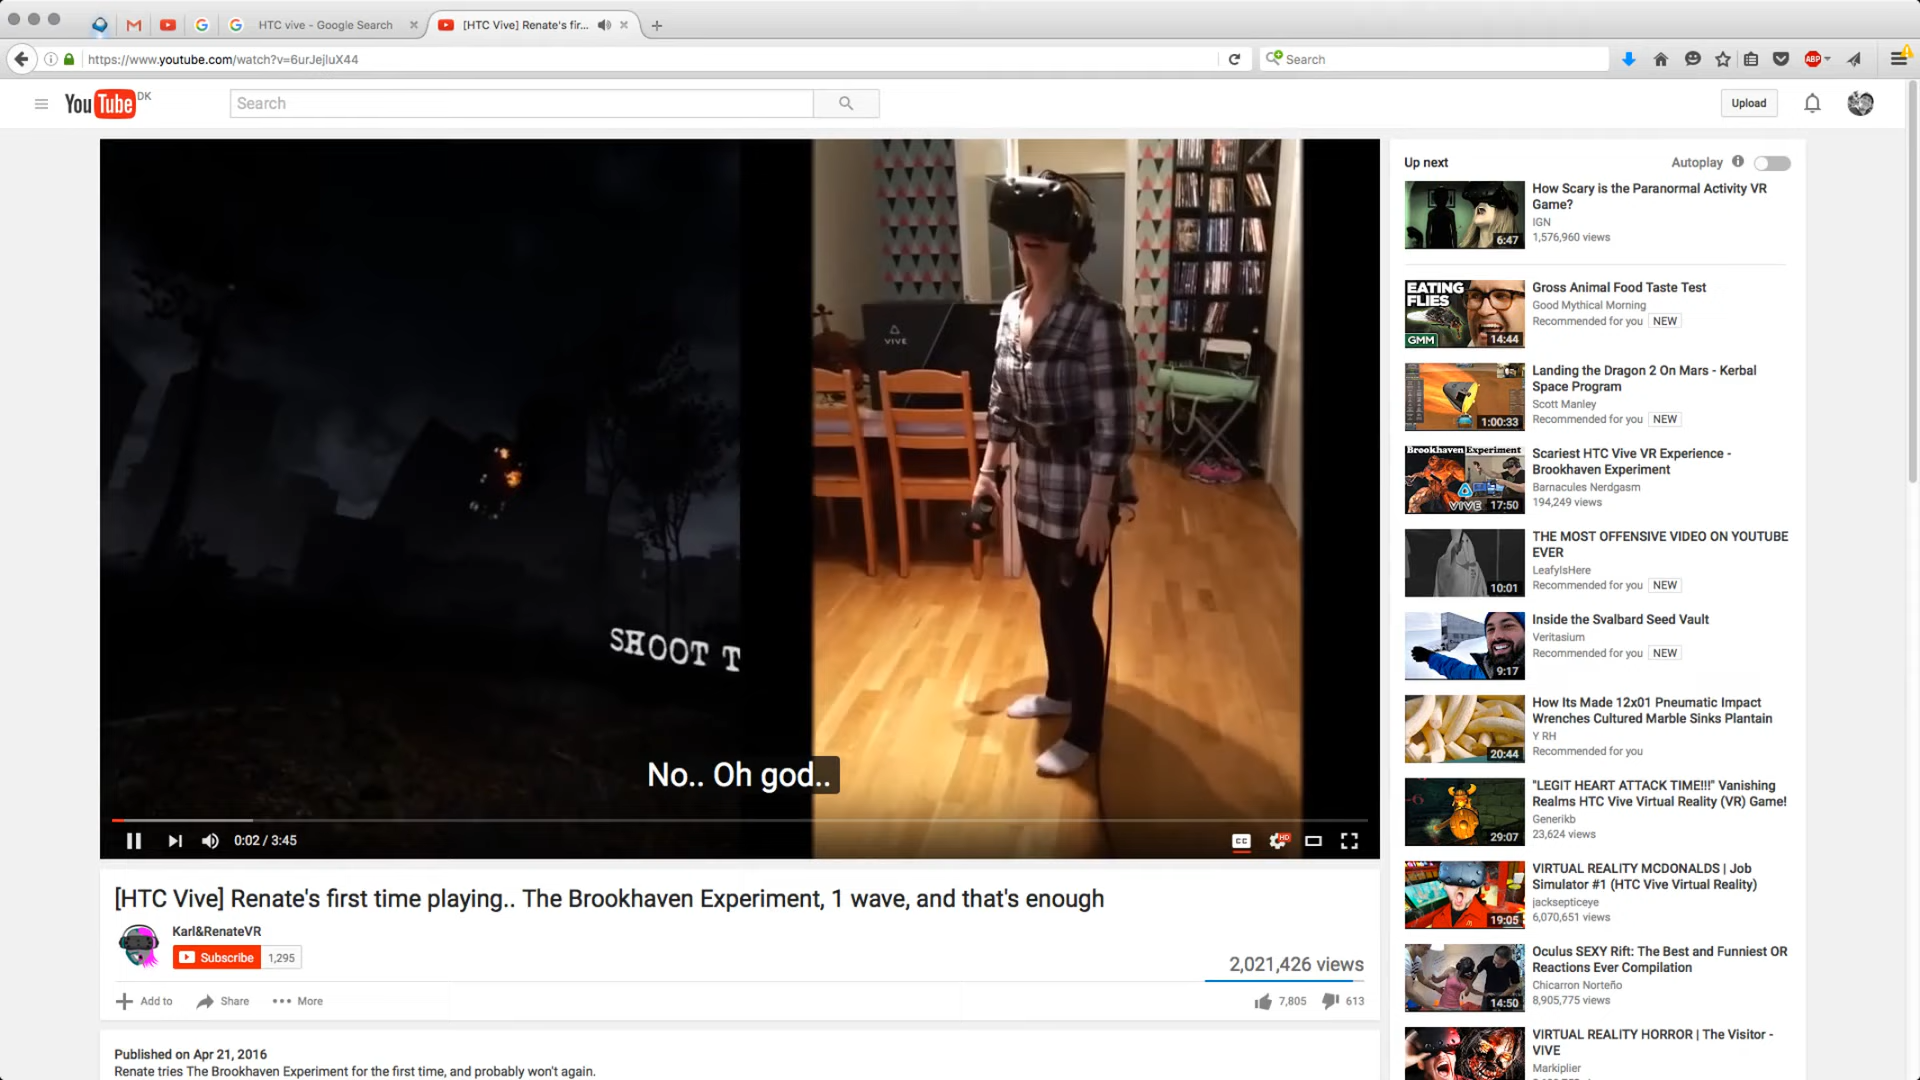 HTC vive - Google Search
[HTC Vive] Renate's fir...
https://www.youtube.com/watch?v=6urJejluX44
Search
ABP
YouTube DK
Search
Upload
VIVE
SHOOT T
No.. Oh god..
0:02 / 3:45
CC
HD
[HTC Vive] Renate's first time playing.. The Brookhaven Experiment, 1 wave, and that's enough
Karl&RenateVR
Subscribe 1,295
2,021,426 views
Add to
Share
More
7,805
613
Published on Apr 21, 2016
Renate tries The Brookhaven Experiment for the first time, and probably won't again.
Up next
Autoplay
6:47
How Scary is the Paranormal Activity VR
Game?
IGN
1,576,960 views
EATING
FLIES
GMM
14:44
Gross Animal Food Taste Test
Good Mythical Morning
Recommended for you NEW
1:00:33
Landing the Dragon 2 On Mars - Kerbal
Space Program
Scott Manley
Recommended for you NEW
Brookhaven Experiment
VIVE
17:50
Scariest HTC Vive VR Experience -
Brookhaven Experiment
Barnacules Nerdgasm
194,249 views
10:01
THE MOST OFFENSIVE VIDEO ON YOUTUBE
EVER
LeafyIsHere
Recommended for you NEW
9:17
Inside the Svalbard Seed Vault
Veritasium
Recommended for you NEW
20:44
How Its Made 12x01 Pneumatic Impact
Wrenches Cultured Marble Sinks Plantain
Y RH
Recommended for you
29:07
"LEGIT HEART ATTACK TIME!!!" Vanishing
Realms HTC Vive Virtual Reality (VR) Game!
Generikb
23,624 views
19:05
VIRTUAL REALITY MCDONALDS | Job
Simulator #1 (HTC Vive Virtual Reality)
jacksepticeye
6,070,651 views
14:50
Oculus SEXY Rift: The Best and Funniest OR
Reactions Ever Compilation
Chicarron Norteño
8,905,775 views
VIRTUAL REALITY HORROR | The Visitor -
VIVE
Markiplier